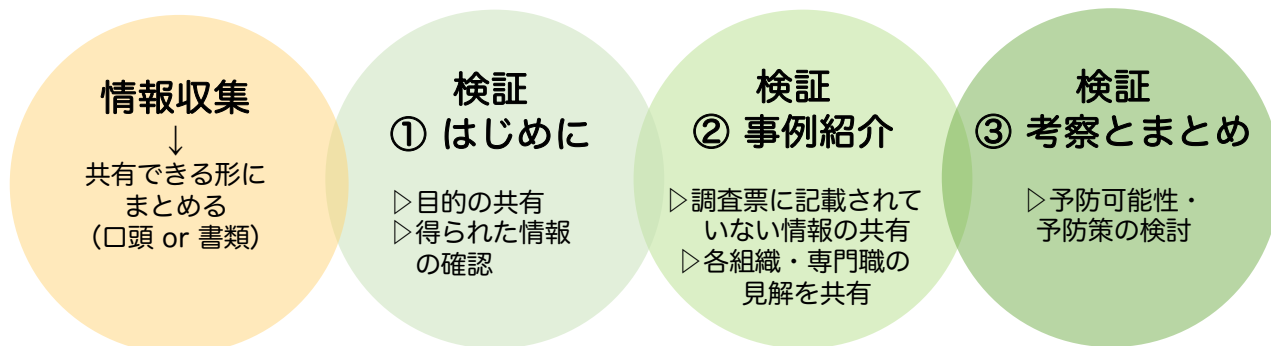 情報収集
↓
共有できる形に
まとめる
（口頭 or 書類）
検証
① はじめに
▷目的の共有
▷得られた情報
の確認
検証
② 事例紹介
▷調査票に記載されて
いない情報の共有
▷各組織・専門職の
見解を共有
検証
③ 考察とまとめ
▷予防可能性・
予防策の検討